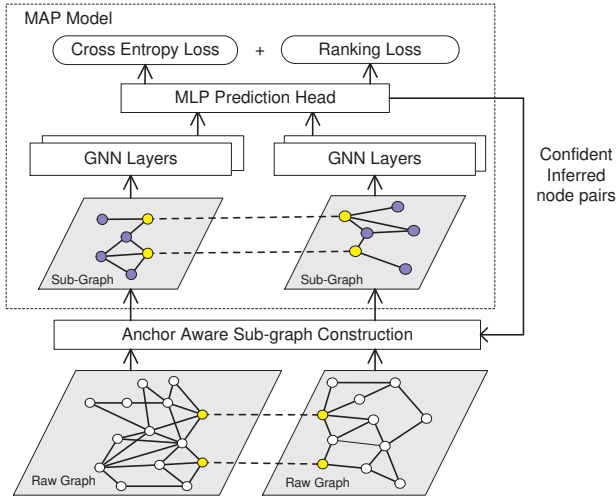 MAP Model
Cross Entropy Loss + Ranking Loss
MLP Prediction Head
GNN Layers GNN Layers
Confident
Inferred
node pairs
Sub-Graph Sub-Graph
Anchor Aware Sub-graph Construction
Raw Graph Raw Graph